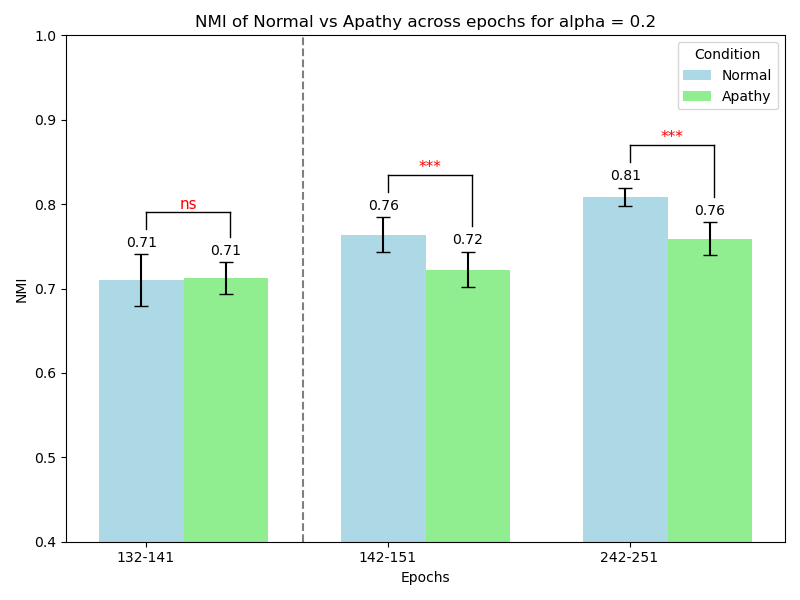 NMI of Normal vs Apathy across epochs for alpha = 0.2
Condition
Normal
Apathy
NMI
1.0
0.9
0.8
0.7
0.6
0.5
0.4
ns
0.71
0.71
***
0.76
0.72
***
0.81
0.76
132-141
142-151
242-251
Epochs